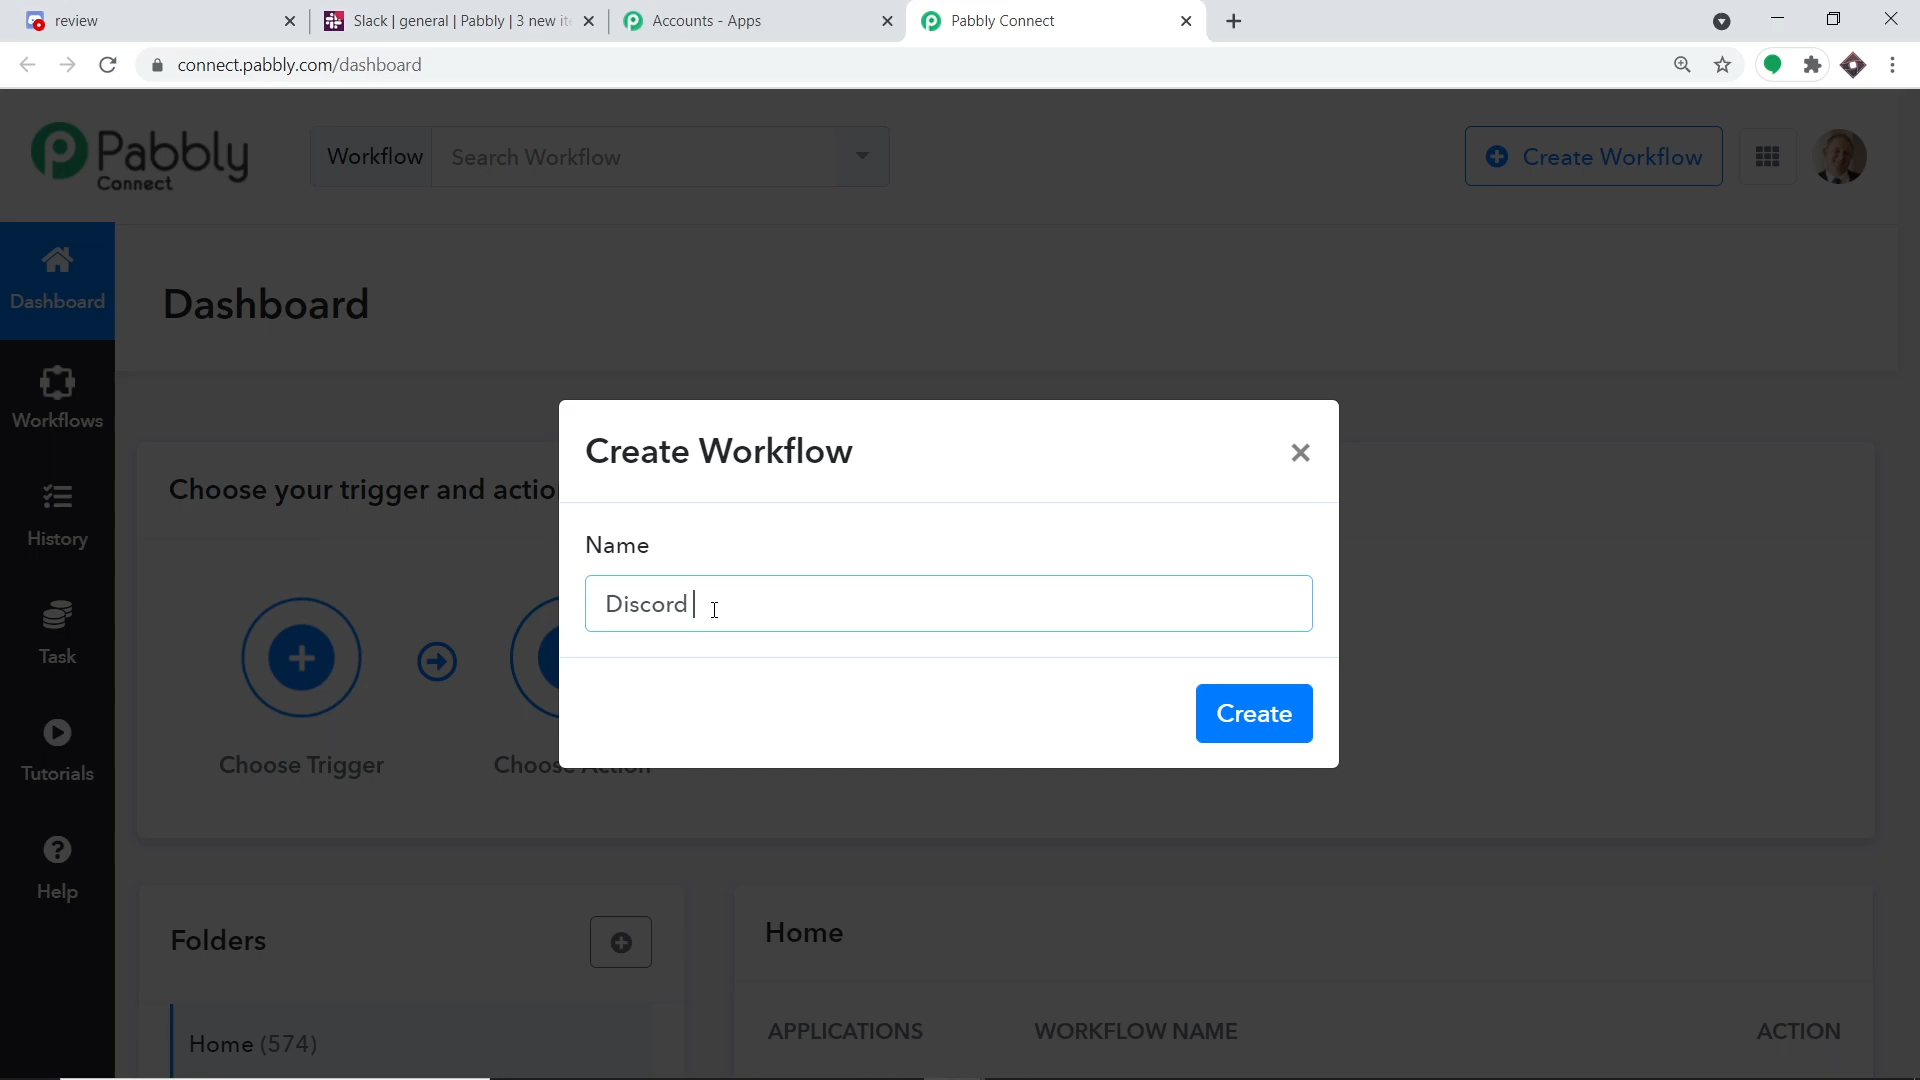 review
Slack | general | Pabbly | 3 new it
Accounts - Apps
Pabbly Connect
connect.pabbly.com/dashboard
Pabbly
Connect
Workflow
Search Workflow
Create Workflow
Dashboard
Dashboard
Workflows
History
Task
Tutorials
Help
Choose your trigger and actio
Choose Trigger
Choose Action
Create Workflow
Name
Discord
Create
Folders
Home (574)
Home
APPLICATIONS
WORKFLOW NAME
ACTION